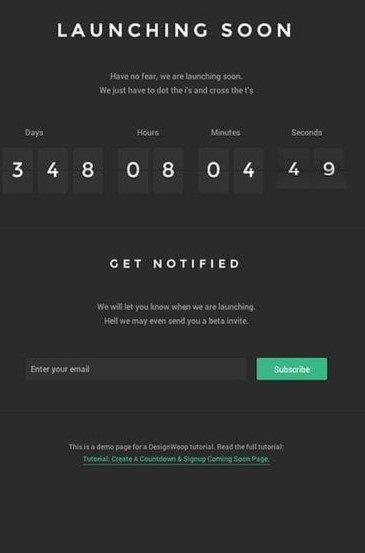 LAUNCHING SOON
Have no fear, we are launching soon.
We just have to dot the i's and cross the t's
Days Hours Minutes Seconds
3 4 8 0 8 0 4 4 9
GET NOTIFIED
We will let you know when we are launching.
Hell we may even send you a beta invite.
Enter your email Subscribe
This is a demo page for a DesignWoop tutorial. Read the full tutorial:
Tutorial: Create A Countdown & Signup Coming Soon Page.